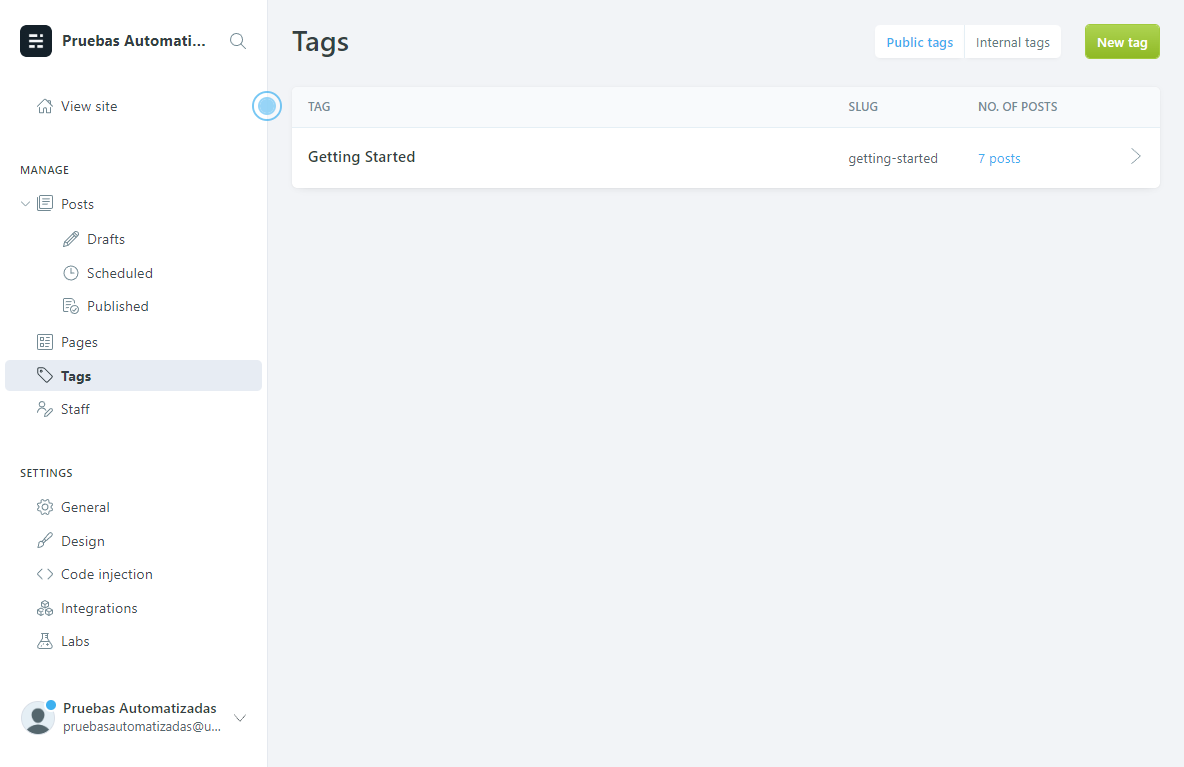 Pruebas Automati...
View site
MANAGE
Posts
Drafts
Scheduled
Published
Pages
Tags
Staff
SETTINGS
General
Design
Code injection
Integrations
Labs
Pruebas Automatizadas
pruebasautomatizadas@u...
Tags
Public tags
Internal tags
New tag
TAG SLUG NO. OF POSTS
Getting Started getting-started 7 posts